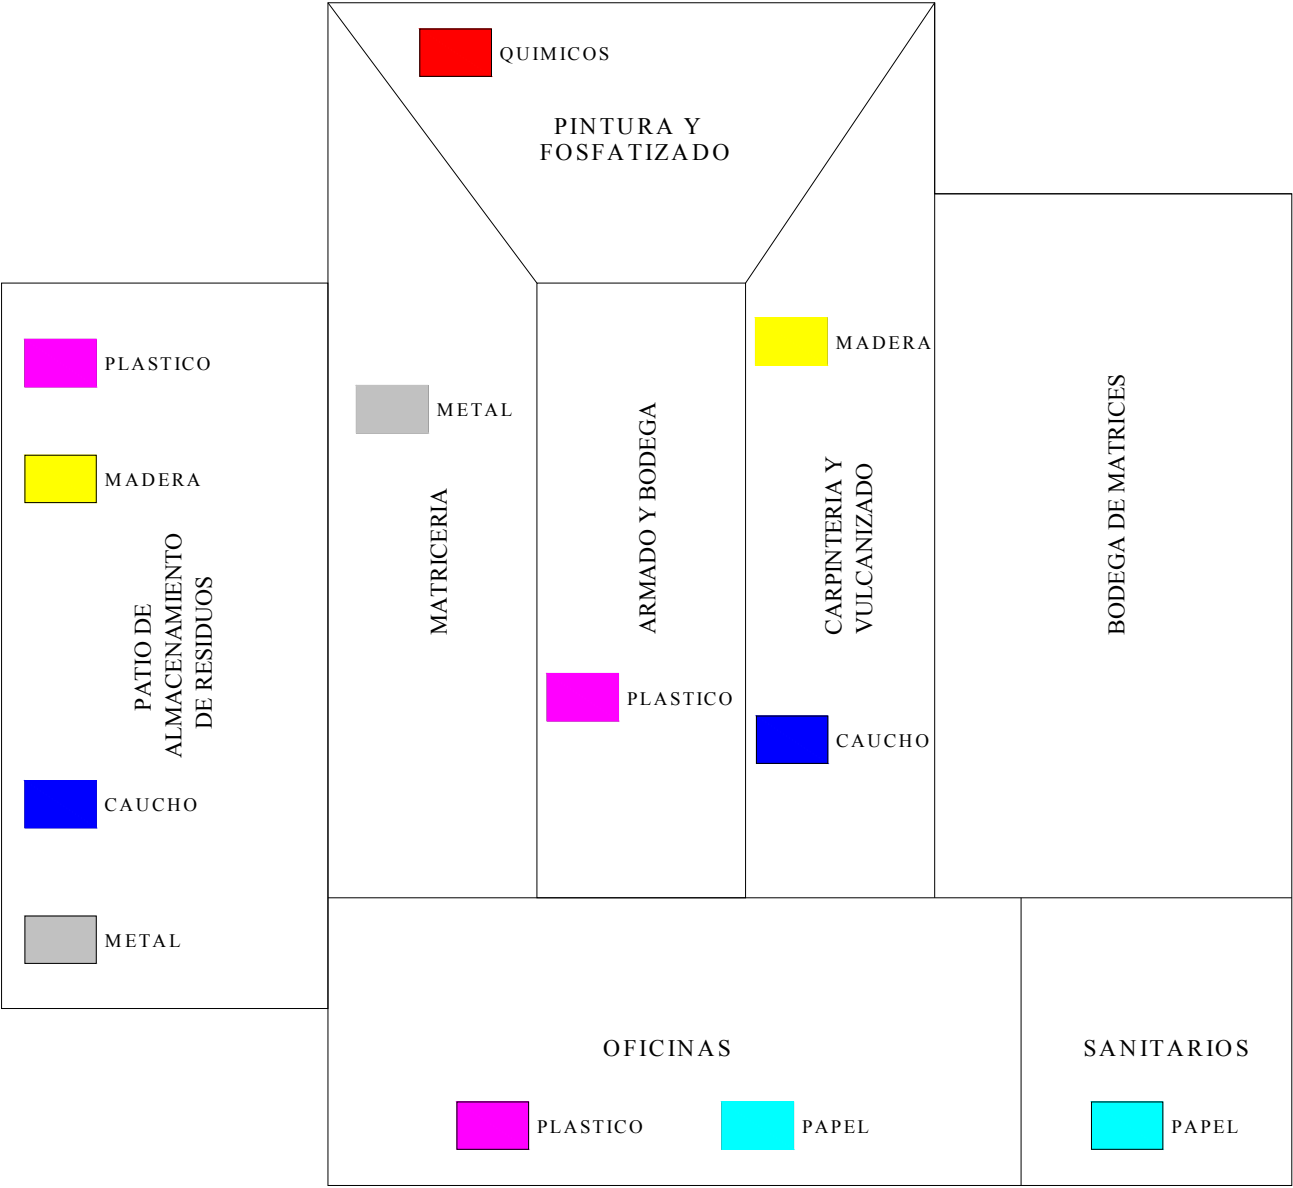 QUIMICOS
PINTURA Y
FOSFATIZADO
PLASTICO
MADERA
PATIO DE
ALMACENAMIENTO
DE RESIDUOS
CAUCHO
METAL
METAL
MATRICERIA
ARMADO Y BODEGA
PLASTICO
MADERA
CARPINTERIA Y
VULCANIZADO
CAUCHO
BODEGA DE MATRICES
OFICINAS
PLASTICO
PAPEL
SANITARIOS
PAPEL